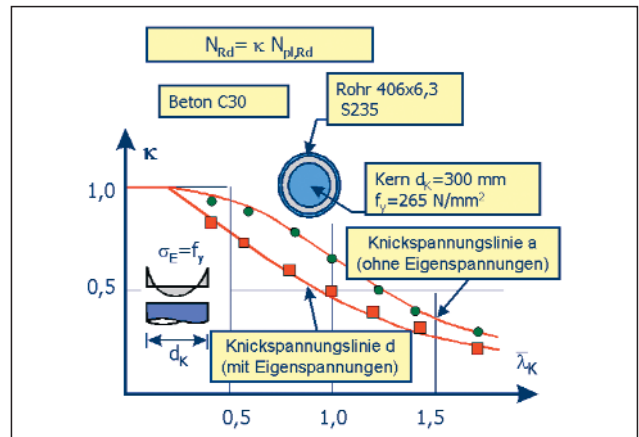 N_Rd = κ N_pl,Rd
Beton C30
Rohr 406x6,3
S235
κ
Kern d_K=300 mm
f_y=265 N/mm²
1,0
Knickspannungslinie a
(ohne Eigenspannungen)
σ_E=f_y
0,5
d_K
Knickspannungslinie d
(mit Eigenspannungen)
λ̄_K
0,5
1,0
1,5